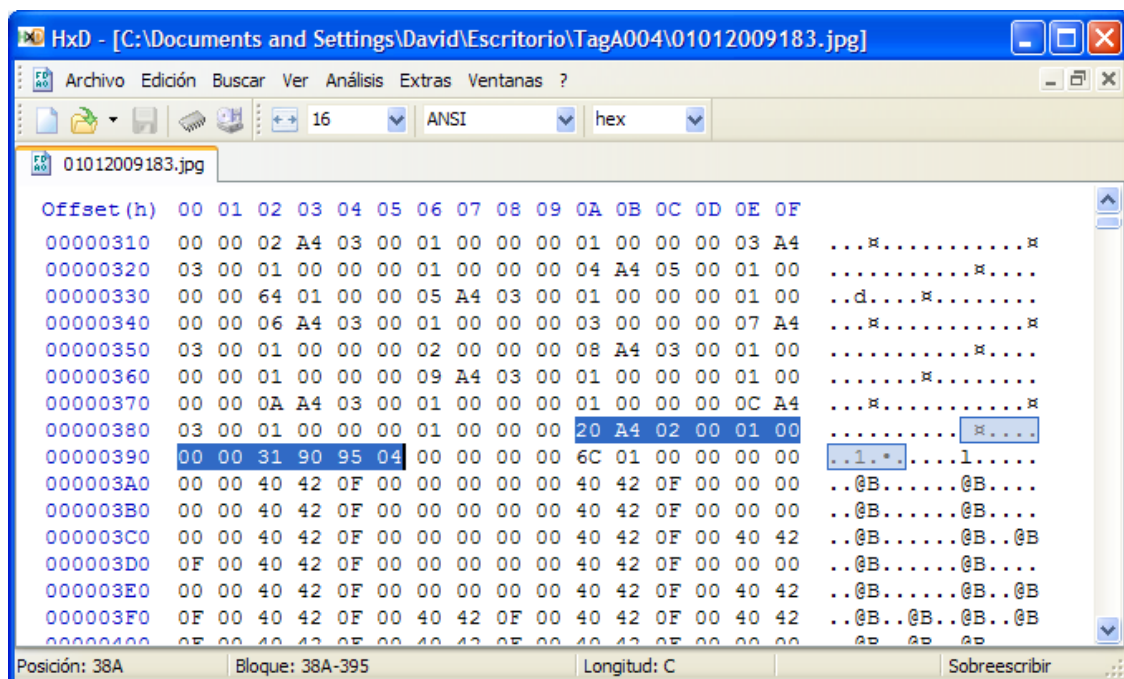 HxD - [C:\Documents and Settings\David\Escritorio\TagA004\01012009183.jpg]
Archivo Edición Buscar Ver Análisis Extras Ventanas ?
16 ANSI hex
01012009183.jpg
Offset(h) 00 01 02 03 04 05 06 07 08 09 0A 0B 0C 0D 0E 0F
00000310 00 00 02 A4 03 00 01 00 00 00 01 00 00 00 03 A4 ...¤...........¤
00000320 03 00 01 00 00 00 01 00 00 00 04 A4 05 00 01 00 ...........¤....
00000330 00 00 64 01 00 00 05 A4 03 00 01 00 00 00 01 00 ..d....¤........
00000340 00 00 06 A4 03 00 01 00 00 00 03 00 00 00 07 A4 ...¤...........¤
00000350 03 00 01 00 00 00 02 00 00 00 08 A4 03 00 01 00 ...........¤....
00000360 00 00 01 00 00 00 09 A4 03 00 01 00 00 00 01 00 .......¤........
00000370 00 00 0A A4 03 00 01 00 00 00 01 00 00 00 0C A4 ...¤...........¤
00000380 03 00 01 00 00 00 01 00 00 00 20 A4 02 00 01 00 .......... ¤....
00000390 00 00 31 90 95 04 00 00 00 00 6C 01 00 00 00 00 ..1.•.....l.....
000003A0 00 00 40 42 0F 00 00 00 00 00 40 42 0F 00 00 00 ..@B......@B....
000003B0 00 00 40 42 0F 00 00 00 00 00 40 42 0F 00 00 00 ..@B......@B....
000003C0 00 00 40 42 0F 00 00 00 00 00 40 42 0F 00 40 42 ..@B......@B..@B
000003D0 0F 00 40 42 0F 00 00 00 00 00 40 42 0F 00 00 00 ..@B......@B....
000003E0 00 00 40 42 0F 00 00 00 00 00 40 42 0F 00 40 42 ..@B......@B..@B
000003F0 0F 00 40 42 0F 00 40 42 0F 00 40 42 0F 00 40 42 ..@B..@B..@B..@B
Posición: 38A Bloque: 38A-395 Longitud: C Sobreescribir